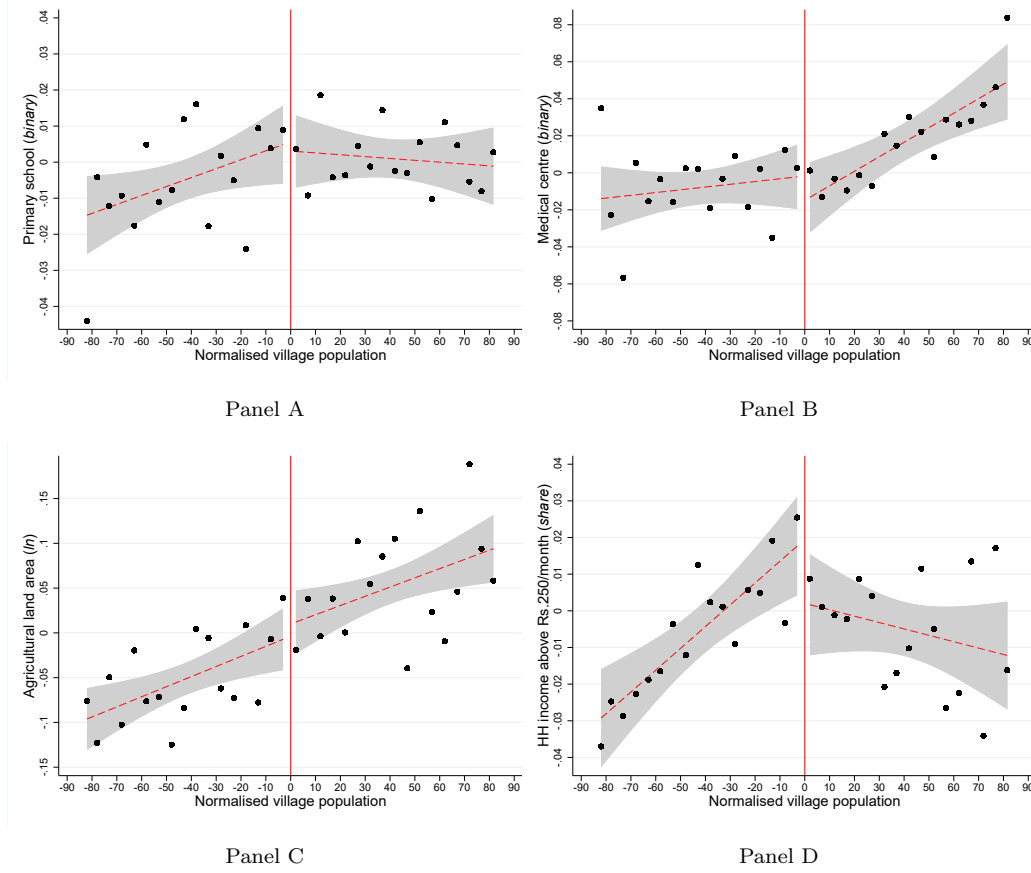 Primary school (binary)
.04
.03
.02
.01
0
-.01
-.02
-.03
-.04
-90 -80 -70 -60 -50 -40 -30 -20 -10 0 10 20 30 40 50 60 70 80 90
Normalised village population
Panel A
Medical centre (binary)
.08
.06
.04
.02
0
-.02
-.04
-.06
-.08
-90 -80 -70 -60 -50 -40 -30 -20 -10 0 10 20 30 40 50 60 70 80 90
Normalised village population
Panel B
Agricultural land area (ln)
.15
.1
.05
0
-.05
-.1
-.15
-90 -80 -70 -60 -50 -40 -30 -20 -10 0 10 20 30 40 50 60 70 80 90
Normalised village population
Panel C
HH income above Rs.250/month (share)
.04
.03
.02
.01
0
-.01
-.02
-.03
-.04
-90 -80 -70 -60 -50 -40 -30 -20 -10 0 10 20 30 40 50 60 70 80 90
Normalised village population
Panel D